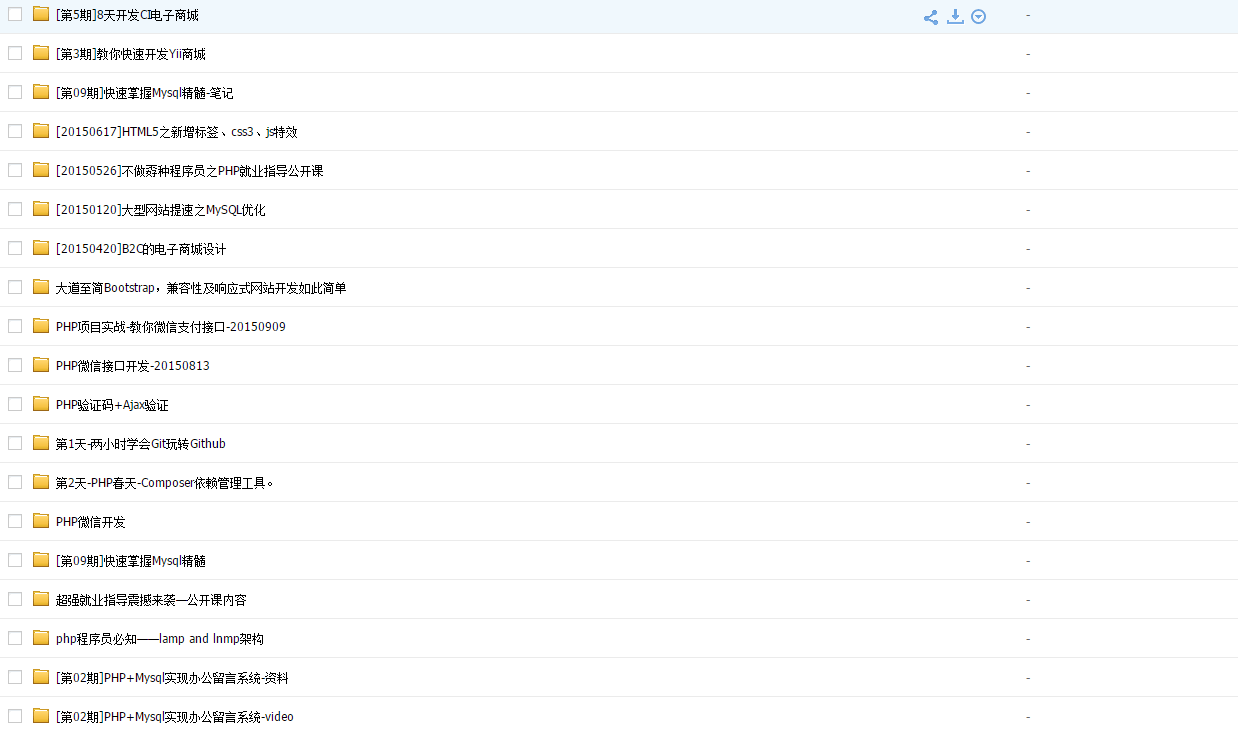 [第5期]8天开发CI电子商城 -
[第3期]教你快速开发Yii商城 -
[第09期]快速掌握Mysql精髓-笔记 -
[20150617]HTML5之新增标签、css3、js特效 -
[20150526]不做孬种程序员之PHP就业指导公开课 -
[20150120]大型网站提速之MySQL优化 -
[20150420]B2C的电子商城设计 -
大道至简Bootstrap，兼容性及响应式网站开发如此简单 -
PHP项目实战-教你微信支付接口-20150909 -
PHP微信接口开发-20150813 -
PHP验证码+Ajax验证 -
第1天-两小时学会Git玩转Github -
第2天-PHP春天-Composer依赖管理工具。 -
PHP微信开发 -
[第09期]快速掌握Mysql精髓 -
超强就业指导震撼来袭—公开课内容 -
php程序员必知——lamp and lnmp架构 -
[第02期]PHP+Mysql实现办公留言系统-资料 -
[第02期]PHP+Mysql实现办公留言系统-video -